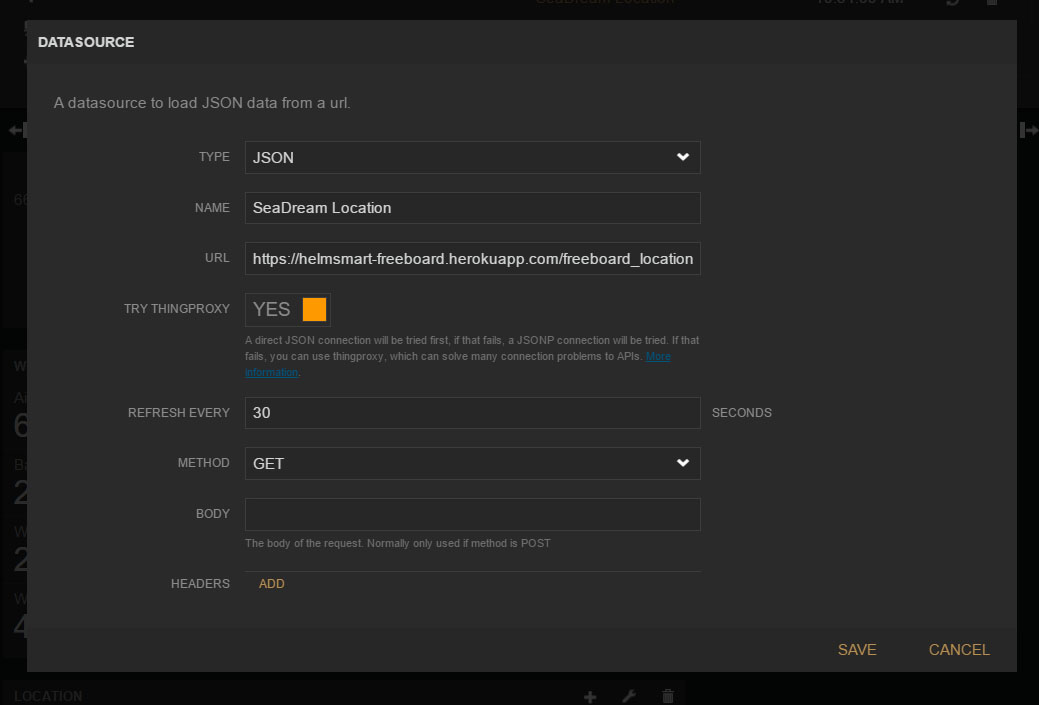 SeaDream Location
DATASOURCE
A datasource to load JSON data from a url.
TYPE JSON
NAME SeaDream Location
URL https://helmsmart-freeboard.herokuapp.com/freeboard_location
TRY THINGPROXY YES
A direct JSON connection will be tried first, if that fails, a JSONP connection will be tried. If that
fails, you can use thingproxy, which can solve many connection problems to APIs. More
information.
REFRESH EVERY 30 SECONDS
METHOD GET
BODY
The body of the request. Normally only used if method is POST
HEADERS ADD
SAVE CANCEL
LOCATION